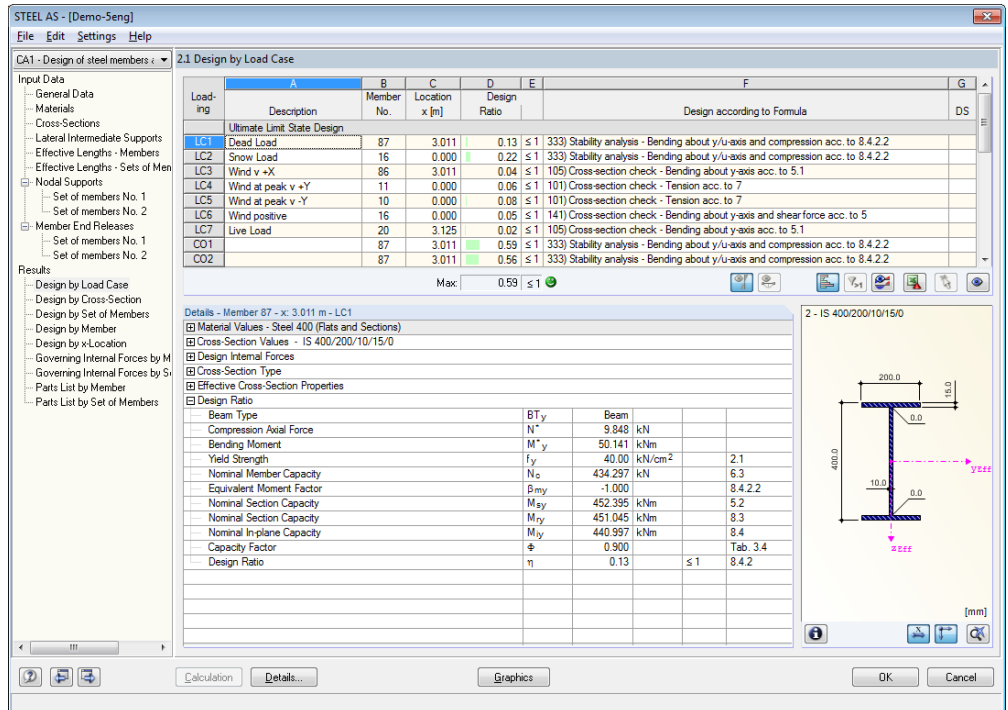 STEEL AS - [Demo-5eng]
File Edit Settings Help
CA1 - Design of steel members a
Input Data
General Data
Materials
Cross-Sections
Lateral Intermediate Supports
Effective Lengths - Members
Effective Lengths - Sets of Mem
Nodal Supports
Set of members No. 1
Set of members No. 2
Member End Releases
Set of members No. 1
Set of members No. 2
Results
Design by Load Case
Design by Cross-Section
Design by Set of Members
Design by Member
Design by x-Location
Governing Internal Forces by M
Governing Internal Forces by S
Parts List by Member
Parts List by Set of Members
2.1 Design by Load Case
A B C D E F G
Load- Member Location Design
ing Description No. x [m] Ratio Design according to Formula DS
Ultimate Limit State Design
LC1 Dead Load 87 3.011 0.13 ≤ 1 333) Stability analysis - Bending about y/u-axis and compression acc. to 8.4.2.2
LC2 Snow Load 16 0.000 0.22 ≤ 1 333) Stability analysis - Bending about y/u-axis and compression acc. to 8.4.2.2
LC3 Wind v +X 86 3.011 0.04 ≤ 1 105) Cross-section check - Bending about y-axis acc. to 5.1
LC4 Wind at peak v +Y 11 0.000 0.06 ≤ 1 101) Cross-section check - Tension acc. to 7
LC5 Wind at peak v -Y 10 0.000 0.08 ≤ 1 101) Cross-section check - Tension acc. to 7
LC6 Wind positive 16 0.000 0.05 ≤ 1 141) Cross-section check - Bending about y-axis and shear force acc. to 5
LC7 Live Load 20 3.125 0.02 ≤ 1 105) Cross-section check - Bending about y-axis acc. to 5.1
CO1 87 3.011 0.59 ≤ 1 333) Stability analysis - Bending about y/u-axis and compression acc. to 8.4.2.2
CO2 87 3.011 0.56 ≤ 1 333) Stability analysis - Bending about y/u-axis and compression acc. to 8.4.2.2
Max: 0.59 ≤ 1
Details - Member 87 - x: 3.011 m - LC1
Material Values - Steel 400 (Flats and Sections)
Cross-Section Values - IS 400/200/10/15/0
Design Internal Forces
Cross-Section Type
Effective Cross-Section Properties
Design Ratio
Beam Type BTy Beam
Compression Axial Force N* 9.848 kN
Bending Moment M*y 50.141 kNm
Yield Strength fy 40.00 kN/cm2 2.1
Nominal Member Capacity Nc 434.297 kN 6.3
Equivalent Moment Factor βmy -1.000 8.4.2.2
Nominal Section Capacity Msy 452.395 kNm 5.2
Nominal Section Capacity Mry 451.045 kNm 8.3
Nominal In-plane Capacity Miy 440.997 kNm 8.4
Capacity Factor Φ 0.900 Tab. 3.4
Design Ratio η 0.13 ≤ 1 8.4.2
2 - IS 400/200/10/15/0
200.0
15.0
0.0
400.0
yEff
10.0
0.0
zEff
[mm]
Calculation Details... Graphics OK Cancel